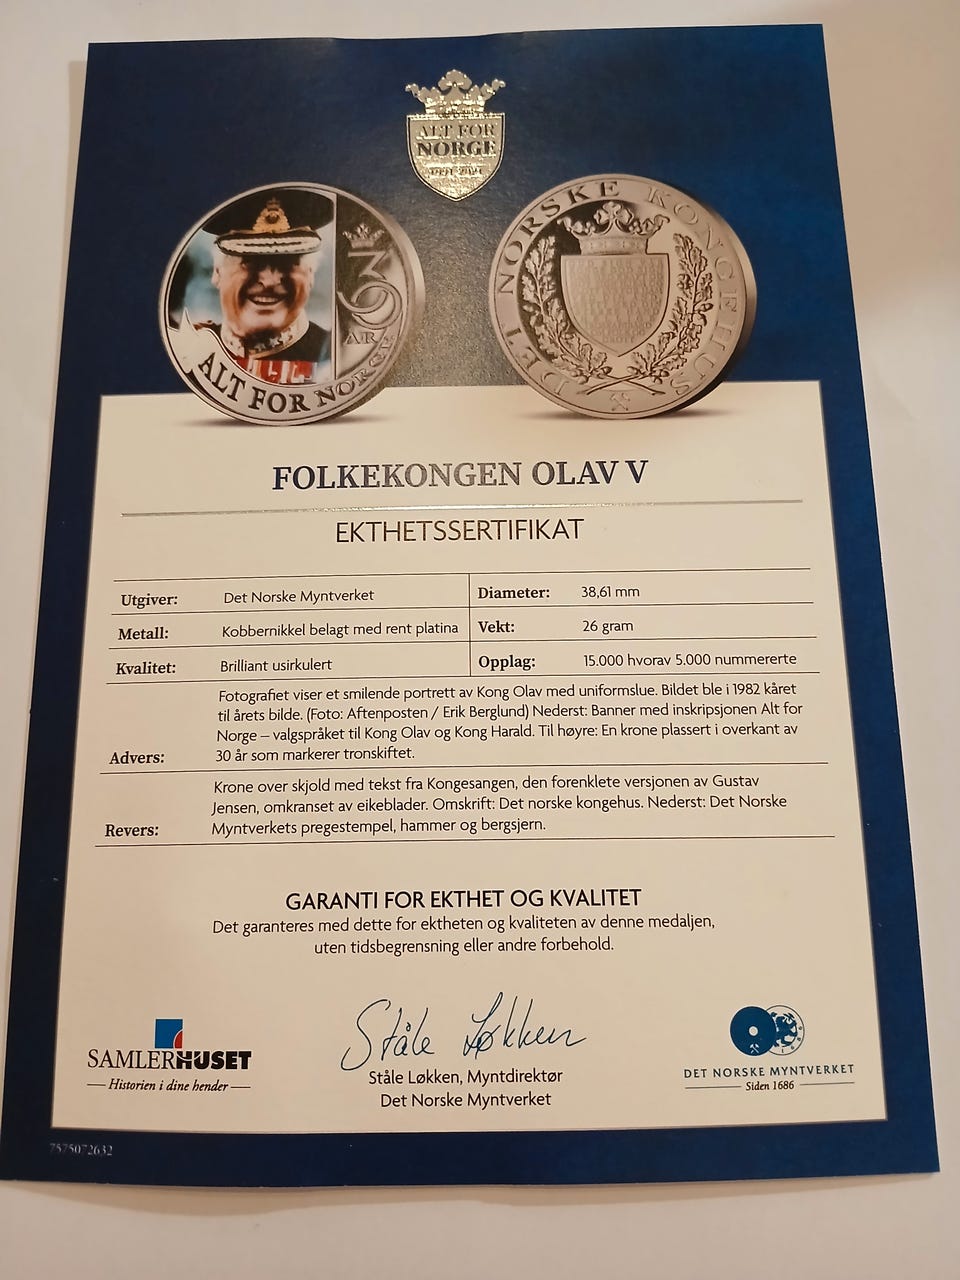 ALT FOR
NORGE
1991-2021
30
ÅR
ALT FOR NORGE
DET NORSKE KONGEHUS
FOLKEKONGEN OLAV V
EKTHETSSERTIFIKAT
Utgiver: Det Norske Myntverket Diameter: 38,61 mm
Metall: Kobbernikkel belagt med rent platina Vekt: 26 gram
Kvalitet: Brilliant usirkulert Opplag: 15.000 hvorav 5.000 nummererte
Fotografiet viser et smilende portrett av Kong Olav med uniformslue. Bildet ble i 1982 kåret
til årets bilde. (Foto: Aftenposten / Erik Berglund) Nederst: Banner med inskripsjonen Alt for
Norge – valgspråket til Kong Olav og Kong Harald. Til høyre: En krone plassert i overkant av
Advers: 30 år som markerer tronskiftet.
Krone over skjold med tekst fra Kongesangen, den forenklete versjonen av Gustav
Jensen, omkranset av eikeblader. Omskrift: Det norske kongehus. Nederst: Det Norske
Revers: Myntverkets pregestempel, hammer og bergsjern.
GARANTI FOR EKTHET OG KVALITET
Det garanteres med dette for ektheten og kvaliteten av denne medaljen,
uten tidsbegrensning eller andre forbehold.
Ståle Løkken
SAMLERHUSET
Historien i dine hender
Ståle Løkken, Myntdirektør
Det Norske Myntverket
DET NORSKE MYNTVERKET
Siden 1686
7575072632